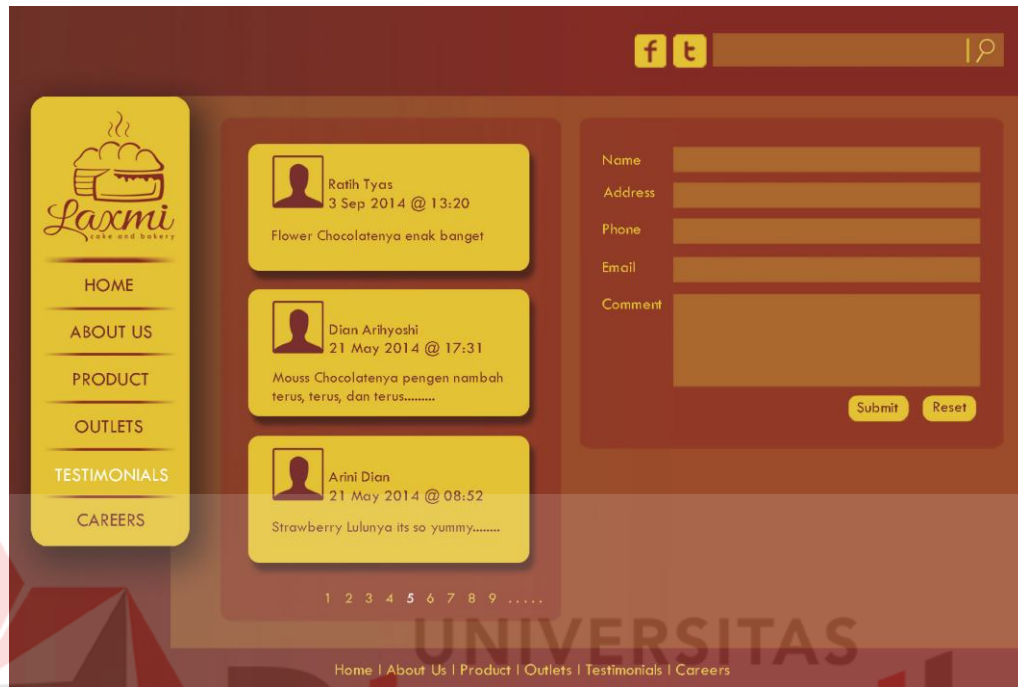 f t
Laxmi
cake and bakery
HOME
ABOUT US
PRODUCT
OUTLETS
TESTIMONIALS
CAREERS
Ratih Tyas
3 Sep 2014 @ 13:20
Flower Chocolatenya enak banget
Dian Arihyoshi
21 May 2014 @ 17:31
Mouss Chocolatenya pengen nambah
terus, terus, dan terus.........
Arini Dian
21 May 2014 @ 08:52
Strawberry Lulunya its so yummy........
1 2 3 4 5 6 7 8 9 .....
Name
Address
Phone
Email
Comment
Submit Reset
UNIVERSITAS
Home | About Us | Product | Outlets | Testimonials | Careers